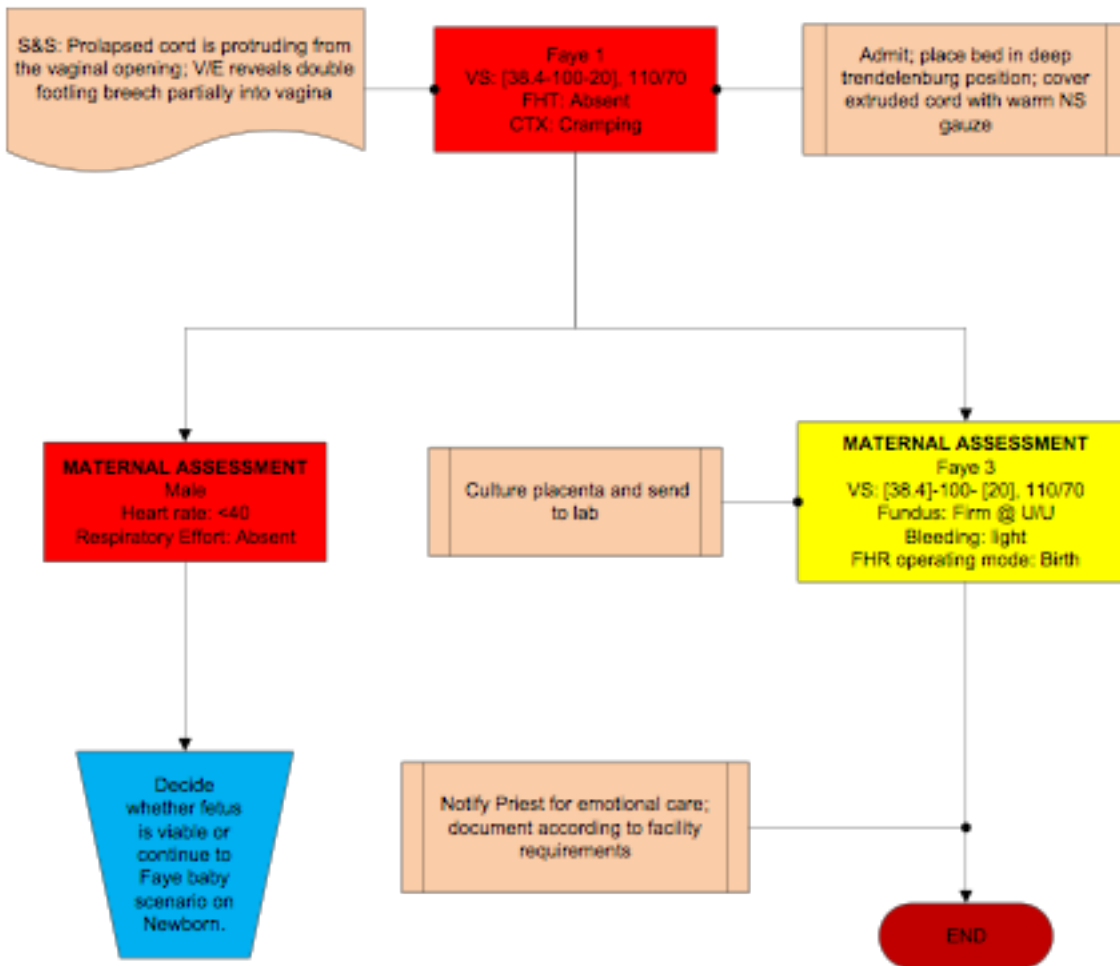 S&S: Prolapsed cord is protruding from
the vaginal opening; V/E reveals double
footling breech partially into vagina
Faye 1
VS: [38.4-100-20], 110/70
FHT: Absent
CTX: Cramping
Admit; place bed in deep
trendelenburg position; cover
extruded cord with warm NS
gauze
MATERNAL ASSESSMENT
Male
Heart rate: <40
Respiratory Effort: Absent
Culture placenta and send
to lab
MATERNAL ASSESSMENT
Faye 3
VS: [38.4]-100- [20], 110/70
Fundus: Firm @ U/U
Bleeding: light
FHR operating mode: Birth
Decide
whether fetus
is viable or
continue to
Faye baby
scenario on
Newborn.
Notify Priest for emotional care;
document according to facility
requirements
END